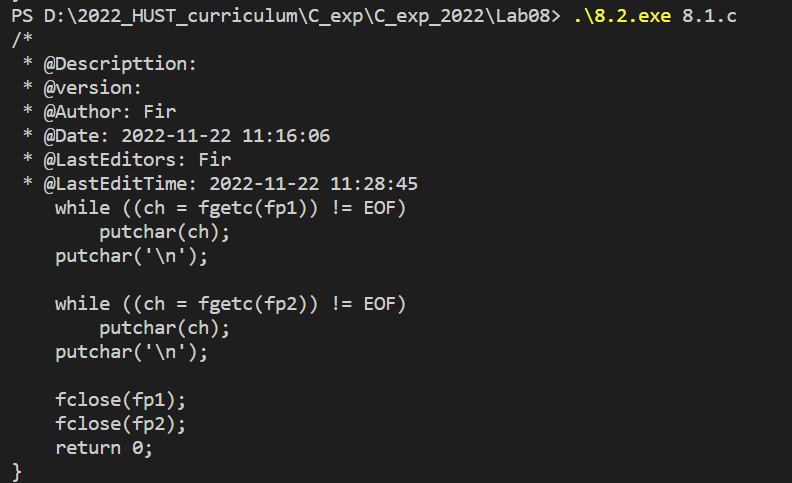 PS D:\2022_HUST_curriculum\C_exp\C_exp_2022\Lab08> .\8.2.exe 8.1.c
/*
 * @Descripttion:
 * @version:
 * @Author: Fir
 * @Date: 2022-11-22 11:16:06
 * @LastEditors: Fir
 * @LastEditTime: 2022-11-22 11:28:45
    while ((ch = fgetc(fp1)) != EOF)
        putchar(ch);
    putchar('\n');

    while ((ch = fgetc(fp2)) != EOF)
        putchar(ch);
    putchar('\n');

    fclose(fp1);
    fclose(fp2);
    return 0;
}